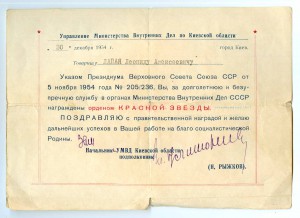 Управление Министерства Внутренних Дел по Киевской области
30 декабря 1954 г. город Киев.
Товарищу
Указом Президиума Верховного Совета Союза ССР от
5 ноября 1954 года № 205/236, Вы, за долголетнюю и безу-
пречную службу в органах Министерства Внутренних Дел СССР
награждены орденом КРАСНОЙ ЗВЕЗДЫ.
ПОЗДРАВЛЯЮ с правительственной наградой и желаю
дальнейших успехов в Вашей работе на благо социалистической
Родины.
Зам
Начальник УМВД Киевской области
подполковник
(Н. РЫЖКОВ)